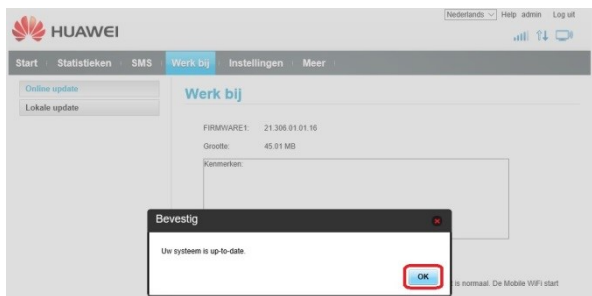 Nederlands Help admin Log uit
HUAWEI
Start Statistieken SMS Werk bij Instellingen Meer
Online update
Lokale update
Werk bij
FIRMWARE1: 21.306.01.01.16
Grootte: 45.01 MB
Kenmerken:
Bevestig
Uw systeem is up-to-date.
OK
is normaal. De Mobile WiFi start